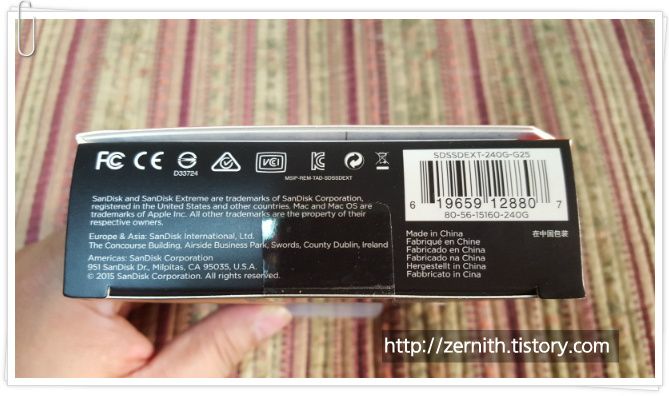 FC CE
D33724
VCI
MSIP-REM-TAD-SDSSDEXT
SDSSDEXT-240G-G25
6 19659 12880 7
80-56-15160-240G
SanDisk and SanDisk Extreme are trademarks of SanDisk Corporation,
registered in the United States and other countries. Mac and Mac OS are
trademarks of Apple Inc. All other trademarks are the property of their
respective owners.
Europe & Asia: SanDisk International, Ltd.
The Concourse Building, Airside Business Park, Swords, County Dublin, Ireland
Americas: SanDisk Corporation
951 SanDisk Dr., Milpitas, CA 95035, U.S.A.
© 2015 SanDisk Corporation. All rights reserved.
Made in China
Fabriqué en Chine
Fabricado en China
Fabricado na China
Hergestellt in China
Fabbricato in China
在中国包装
http://zernith.tistory.com